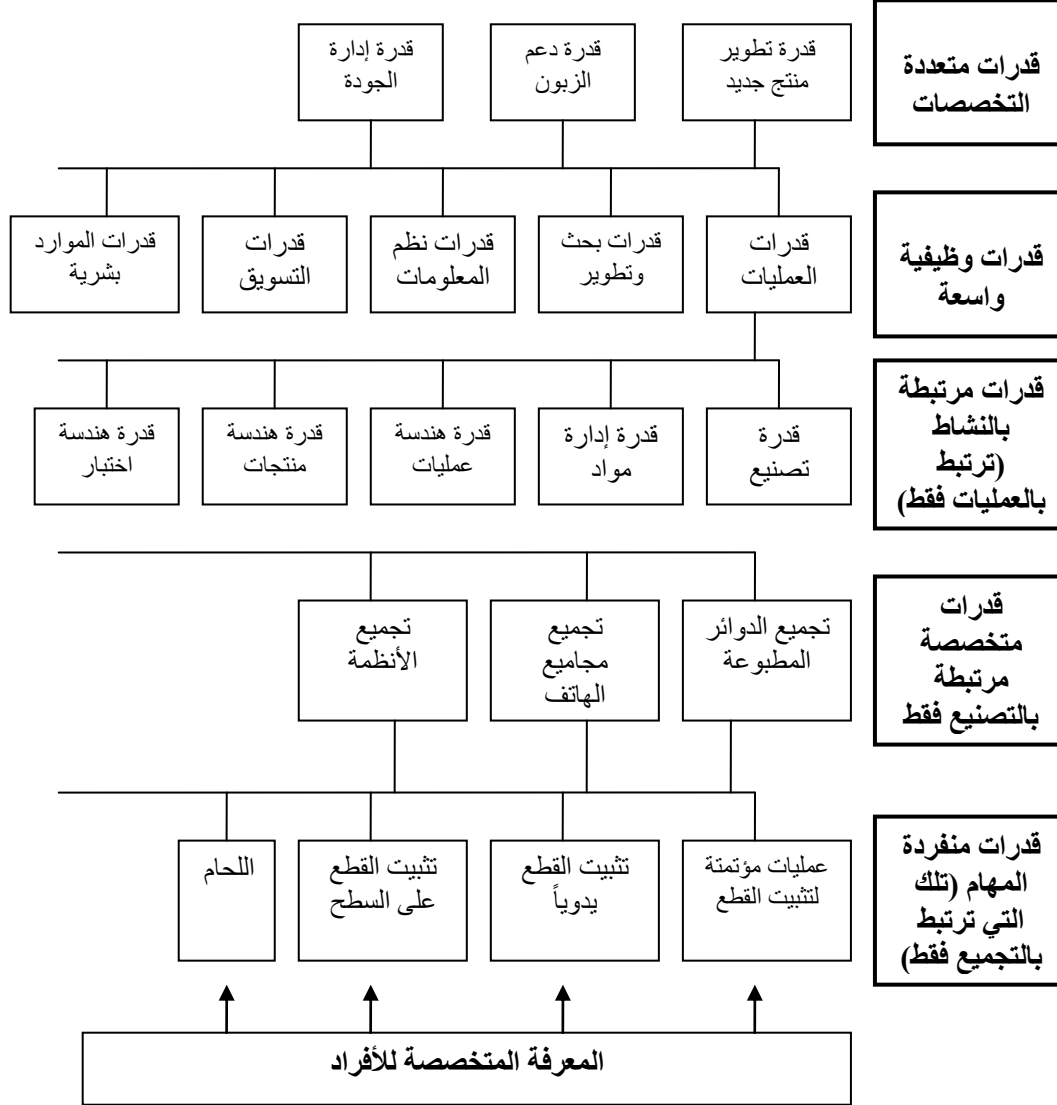 قدرات متعددة
التخصصات
قدرة تطوير
منتج جديد
قدرة دعم
الزبون
قدرة إدارة
الجودة
قدرات وظيفية
واسعة
قدرات
العمليات
قدرات بحث
وتطوير
قدرات نظم
المعلومات
قدرات
التسويق
قدرات الموارد
بشرية
قدرات مرتبطة
بالنشاط
(ترتبط
بالعمليات فقط)
قدرة
تصنيع
قدرة إدارة
مواد
قدرة هندسة
عمليات
قدرة هندسة
منتجات
قدرة هندسة
اختبار
قدرات
متخصصة
مرتبطة
بالتصنيع فقط
تجميع الدوائر
المطبوعة
تجميع
مجاميع
الهاتف
تجميع
الأنظمة
قدرات منفردة
المهام (تلك
التي ترتبط
بالتجميع فقط)
عمليات مؤتمتة
لتثبيت القطع
تثبيت القطع
يدوياً
تثبيت القطع
على السطح
اللحام
المعرفة المتخصصة للأفراد